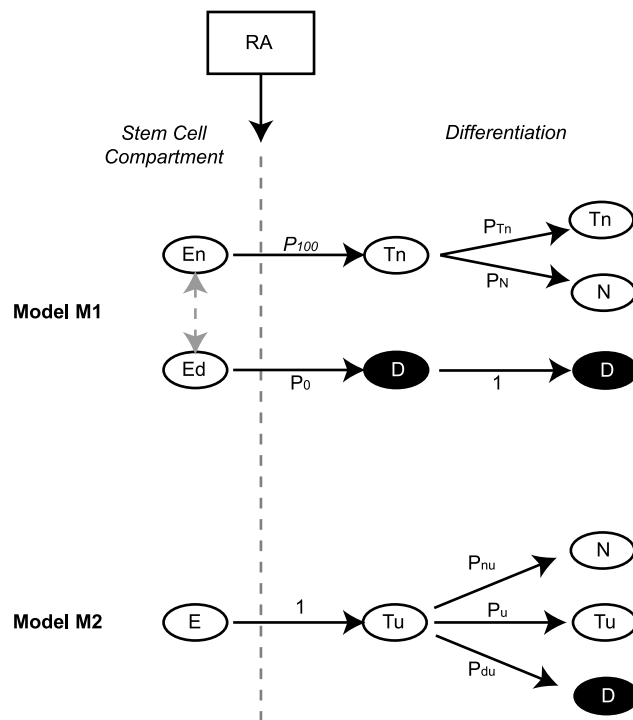 RA
Stem Cell
Compartment
Differentiation
Model M1
En
P100
Tn
PTn
Tn
PN
N
Ed
P0
D
1
D
Model M2
E
1
Tu
Pnu
N
Pu
Tu
Pdu
D